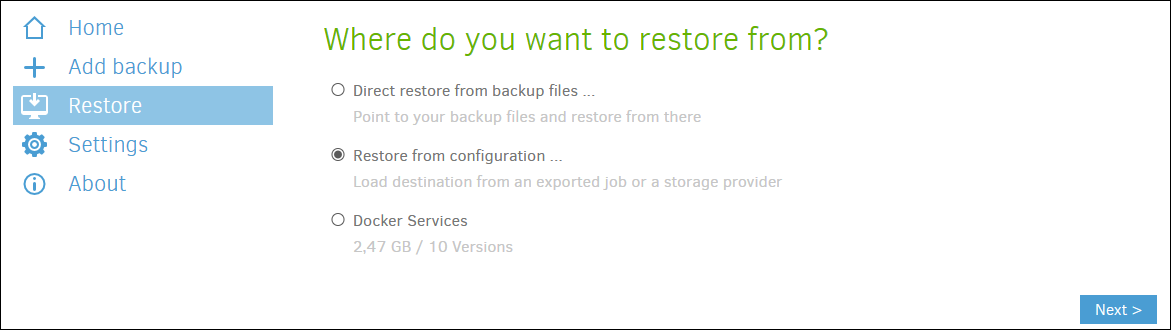 Home
Add backup
Restore
Settings
About
Where do you want to restore from?
Direct restore from backup files ...
Point to your backup files and restore from there
Restore from configuration ...
Load destination from an exported job or a storage provider
Docker Services
2,47 GB / 10 Versions
Next >